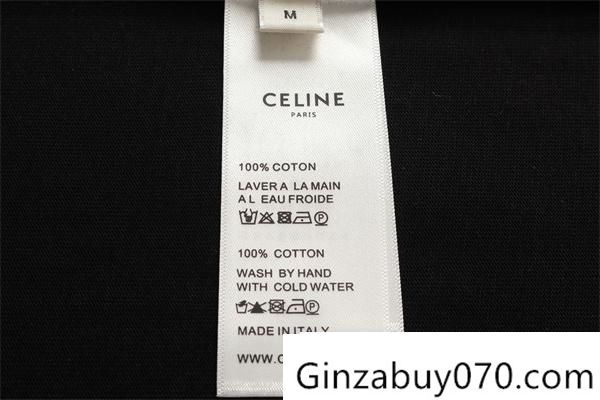 M
CELINE
PARIS
100% COTON
LAVER A LA MAIN
A L EAU FROIDE
100% COTTON
WASH BY HAND
WITH COLD WATER
MADE IN ITALY
WWW.
Ginzabuy070.com